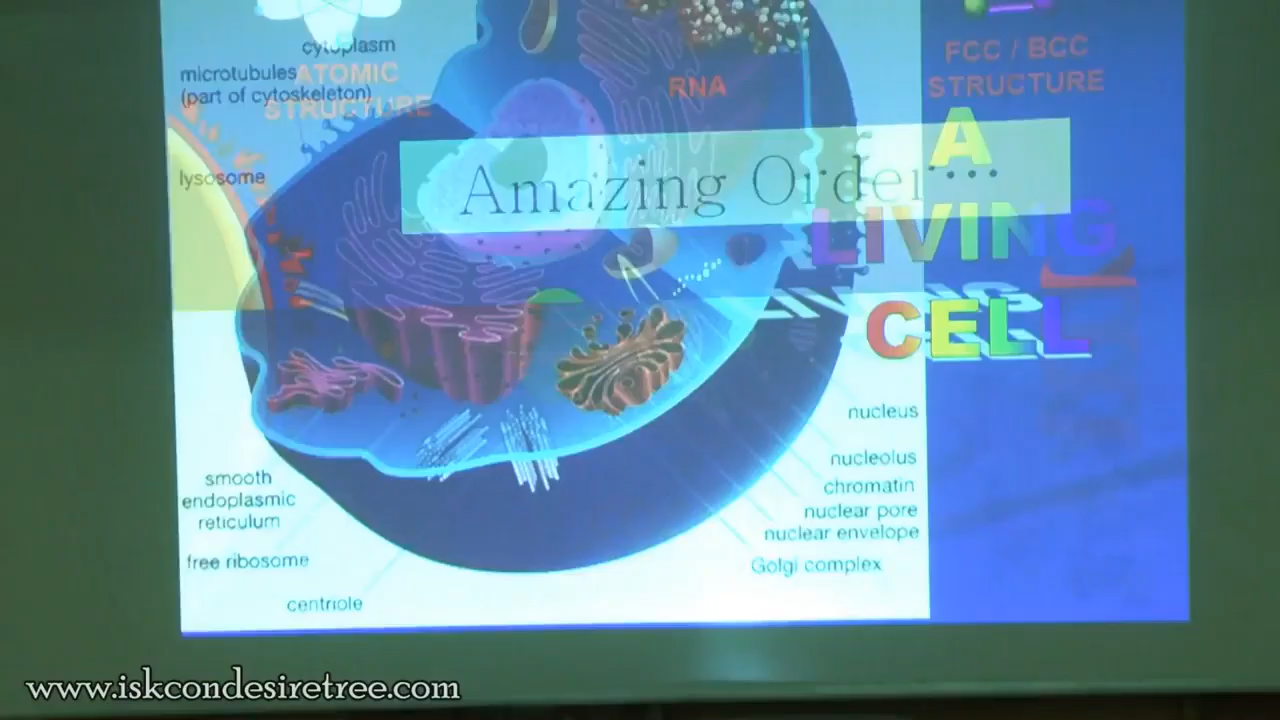 cytoplasm
microtubules
(part of cytoskeleton)
ATOMIC
STRUCTURE
RNA
FCC / BCC
STRUCTURE
lysosome
Amazing Order....
A
LIVING
CELL
nucleus
nucleolus
chromatin
nuclear pore
nuclear envelope
Golgi complex
smooth
endoplasmic
reticulum
free ribosome
centriole
www.iskcondesiretree.com